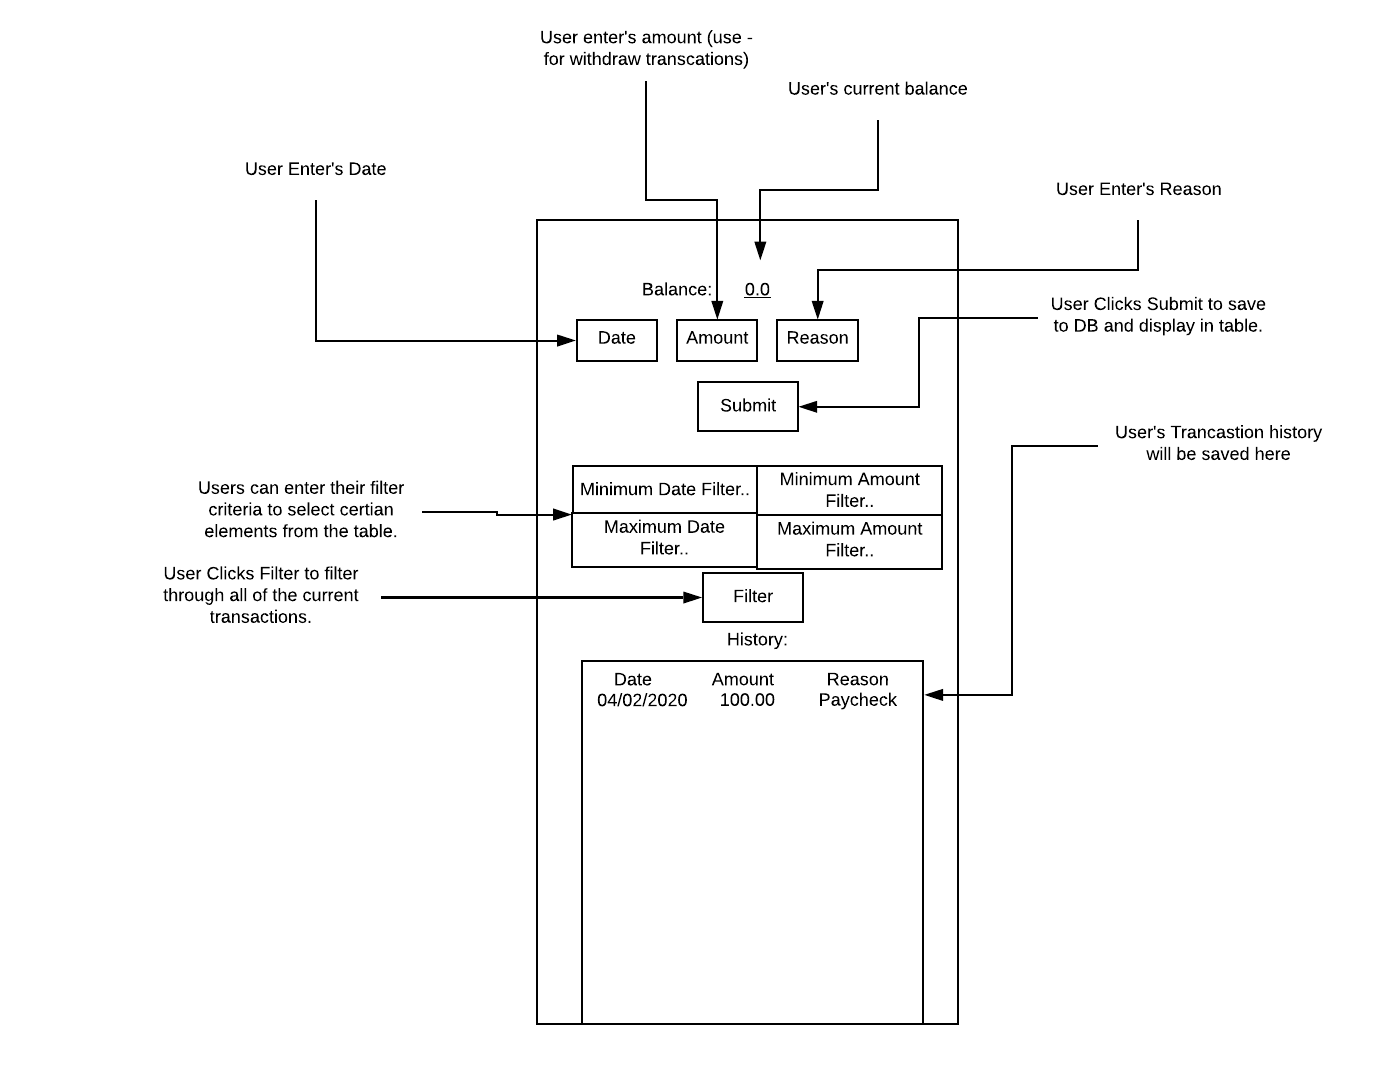 User enter's amount (use -
for withdraw transcations)
User's current balance
User Enter's Date
User Enter's Reason
Balance: 0.0
User Clicks Submit to save
to DB and display in table.
Date Amount Reason
Submit
User's Trancastion history
will be saved here
Users can enter their filter
criteria to select certian
elements from the table.
Minimum Date Filter..
Minimum Amount
Filter..
Maximum Date
Filter..
Maximum Amount
Filter..
User Clicks Filter to filter
through all of the current
transactions.
Filter
History:
Date Amount Reason
04/02/2020 100.00 Paycheck